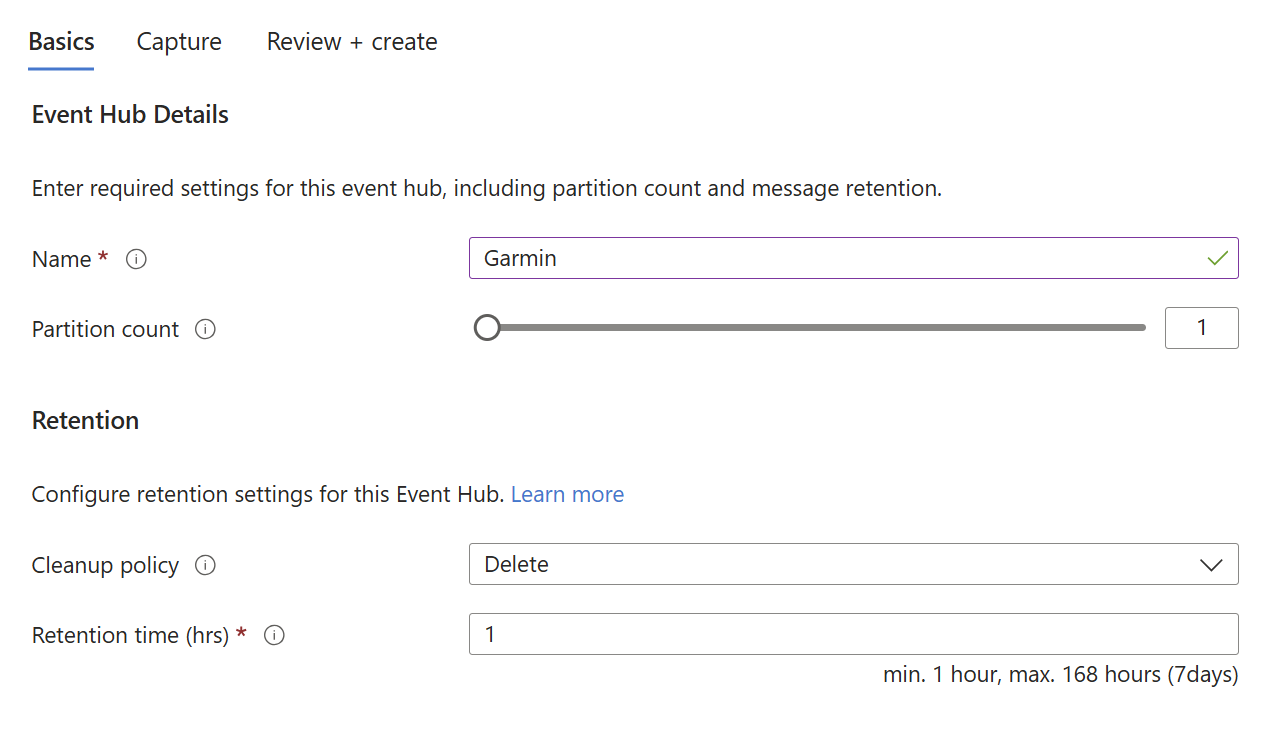 Basics Capture Review + create
Event Hub Details
Enter required settings for this event hub, including partition count and message retention.
Name * Garmin
Partition count 1
Retention
Configure retention settings for this Event Hub. Learn more
Cleanup policy Delete
Retention time (hrs) * 1
min. 1 hour, max. 168 hours (7days)